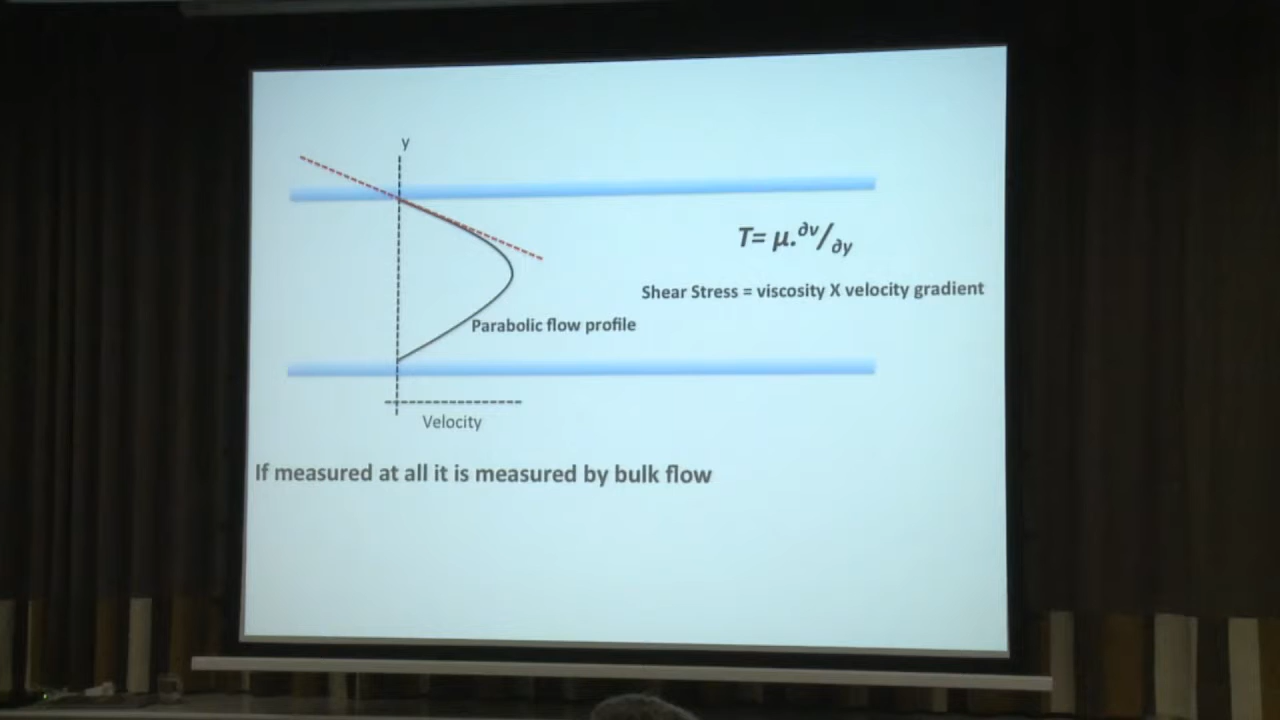 y
T= μ.∂v/∂y
Shear Stress = viscosity X velocity gradient
Parabolic flow profile
Velocity
If measured at all it is measured by bulk flow